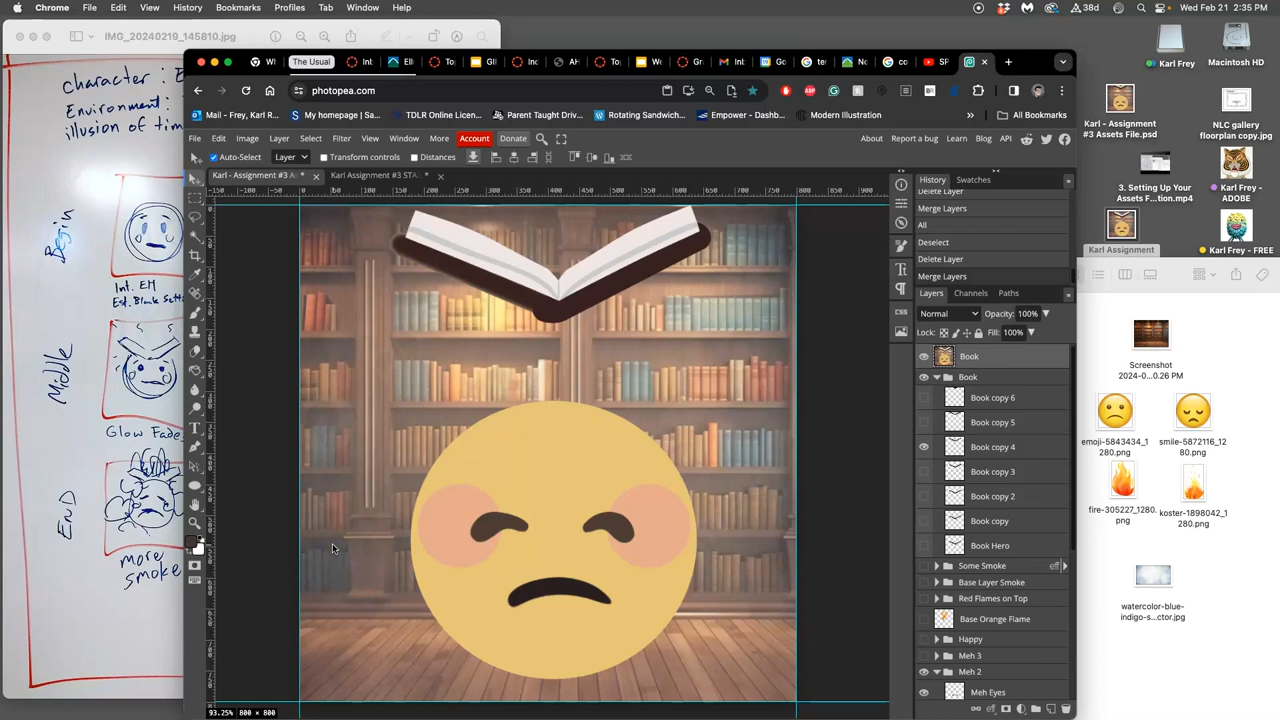 Chrome File Edit View History Bookmarks Profiles Tab Window Help 38d Wed Feb 21 2:35 PM
IMG_20240219_145810.jpg
character :
Environment :
illusion of tim
Begin
Int. EM
Est. Blank Sett
Middle
Glow Fade
END
more
smoke
The Usual
photopea.com
Mail - Frey, Karl R... My homepage | Sa... TDLR Online Licen... Parent Taught Driv... Rotating Sandwich... Empower - Dashb... Modern Illustration All Bookmarks
File Edit Image Layer Select Filter View Window More Account Donate About Report a bug Learn Blog API
Auto-Select Layer Transform controls Distances
Karl - Assignment #3 A * Karl Assignment #3 STA *
History Swatches
Delete Layer
Merge Layers
All
Deselect
Delete Layer
Merge Layers
Layers Channels Paths
Normal Opacity: 100%
Lock: Fill: 100%
Book
Book
Book copy 6
Book copy 5
Book copy 4
Book copy 3
Book copy 2
Book copy
Book Hero
Some Smoke eff
Base Layer Smoke
Red Flames on Top
Base Orange Flame
Happy
Meh 3
Meh 2
Meh Eyes
CSS
93.25% 800 × 800
Karl Frey
Macintosh HD
Karl - Assignment
#3 Assets File.psd
NLC gallery
floorplan copy.jpg
3. Setting Up Your
Assets F...tion.mp4
Karl Frey -
ADOBE
Karl Assignment
Karl Frey - FREE
Screenshot
2024-0...0.26 PM
emoji-5843434_1
280.png
smile-5872116_12
80.png
fire-305227_1280.
png
koster-1898042_1
280.png
watercolor-blue-
indigo-s...ctor.jpg